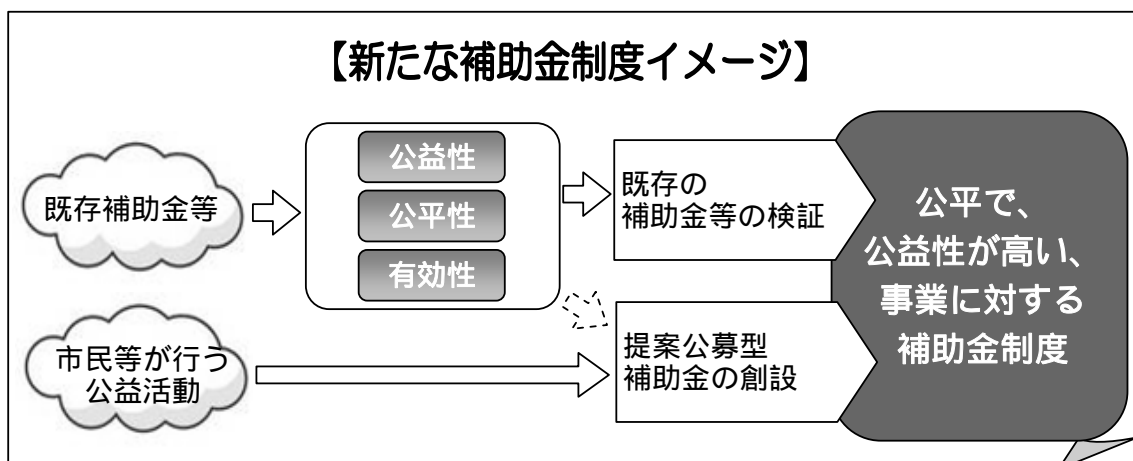 【新たな補助金制度イメージ】
既存補助金等
公益性
公平性
有効性
既存の
補助金等の検証
市民等が行う
公益活動
提案公募型
補助金の創設
公平で、
公益性が高い、
事業に対する
補助金制度